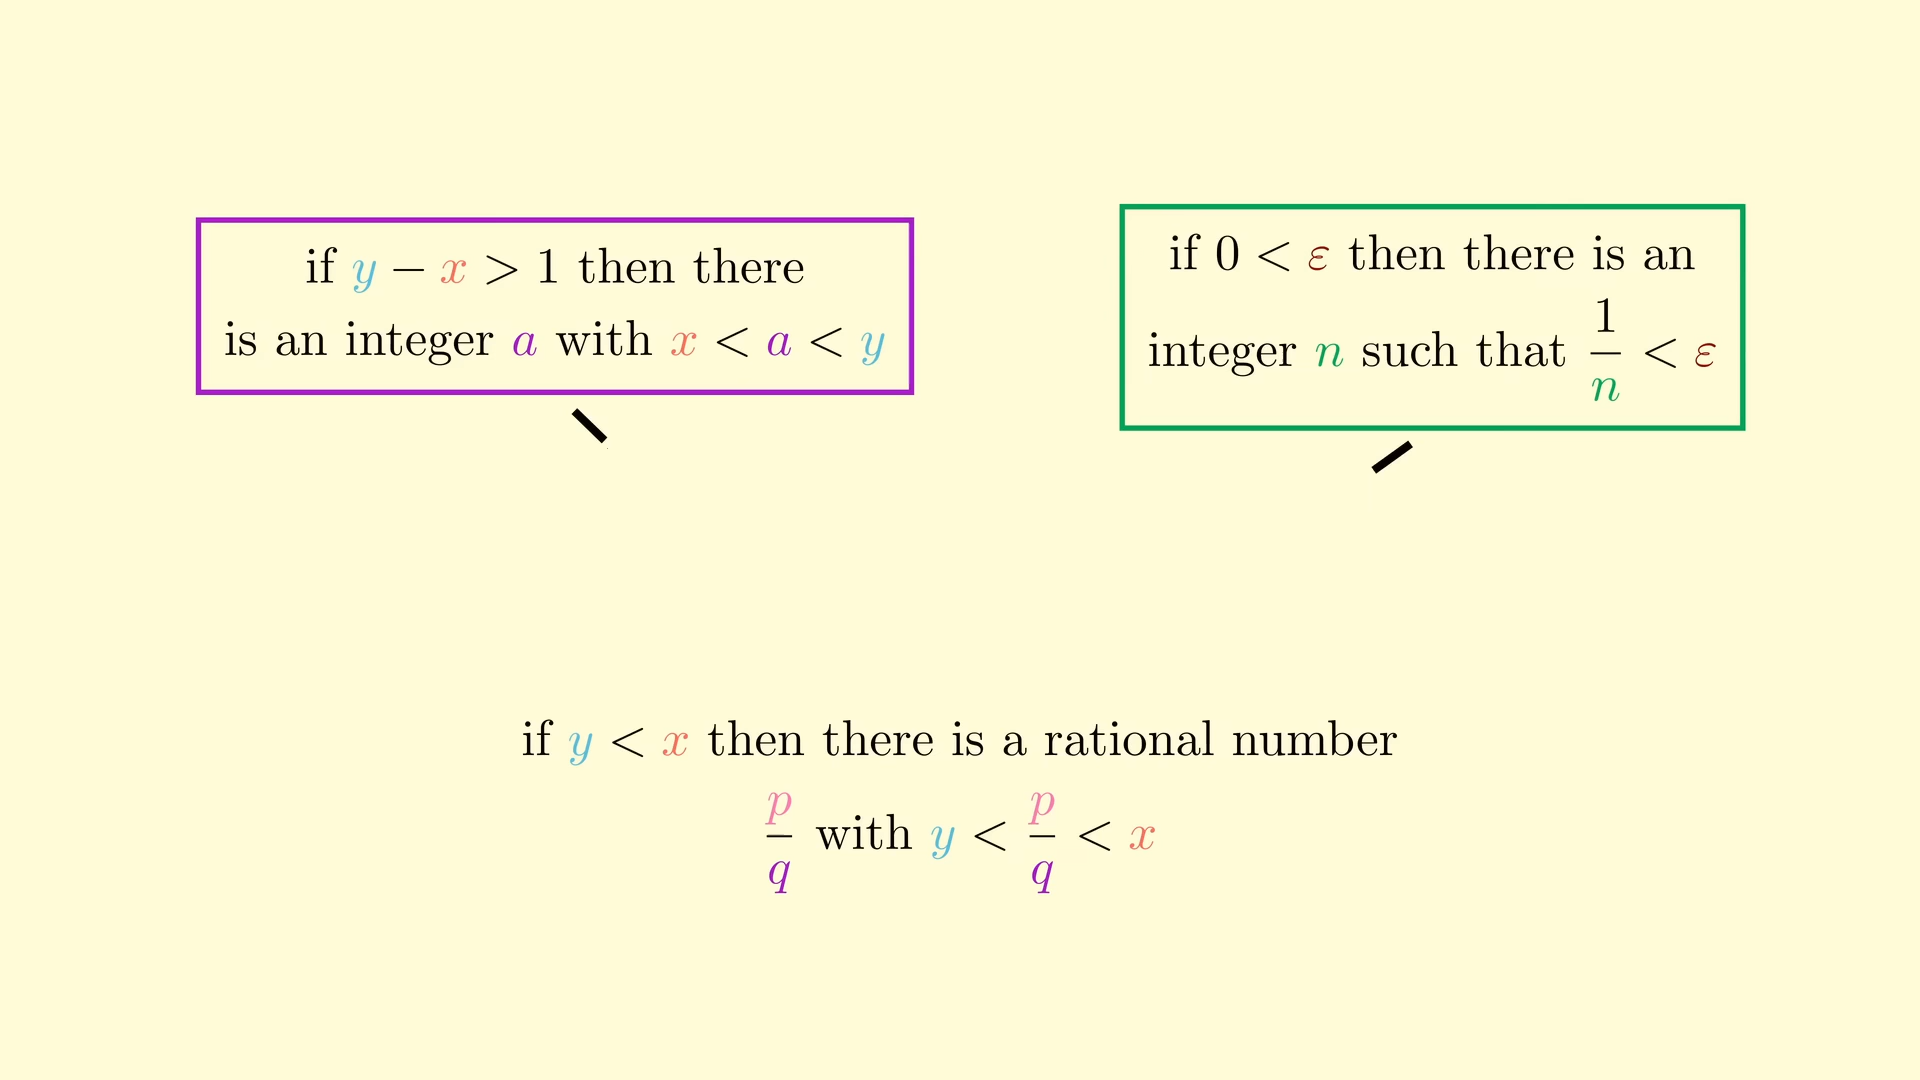 if y − x > 1 then there
is an integer a with x < a < y
if 0 < ε then there is an
integer n such that 1/n < ε
if y < x then there is a rational number
p/q with y < p/q < x